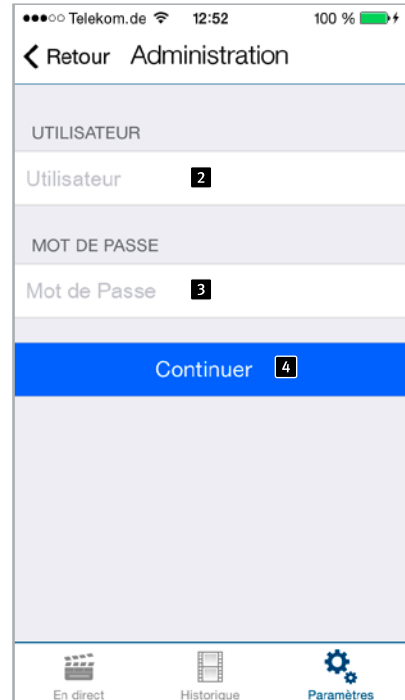 Telekom.de 12:52 100 %
Retour Administration
UTILISATEUR
Utilisateur 2
MOT DE PASSE
Mot de Passe 3
Continuer 4
En direct Historique Paramètres